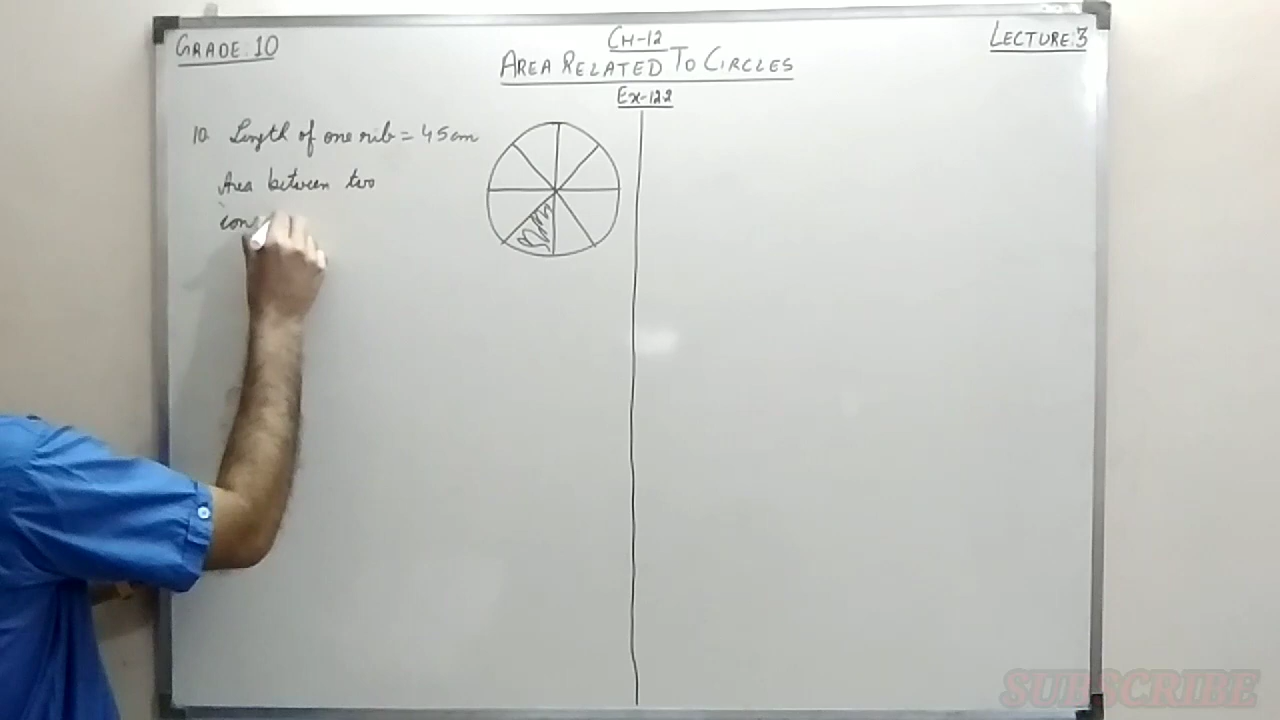 GRADE 10
CH-12
LECTURE 3
AREA RELATED TO CIRCLES
Ex-12.2
10. Length of one rib = 45cm
Area between two
con
SUBSCRIBE